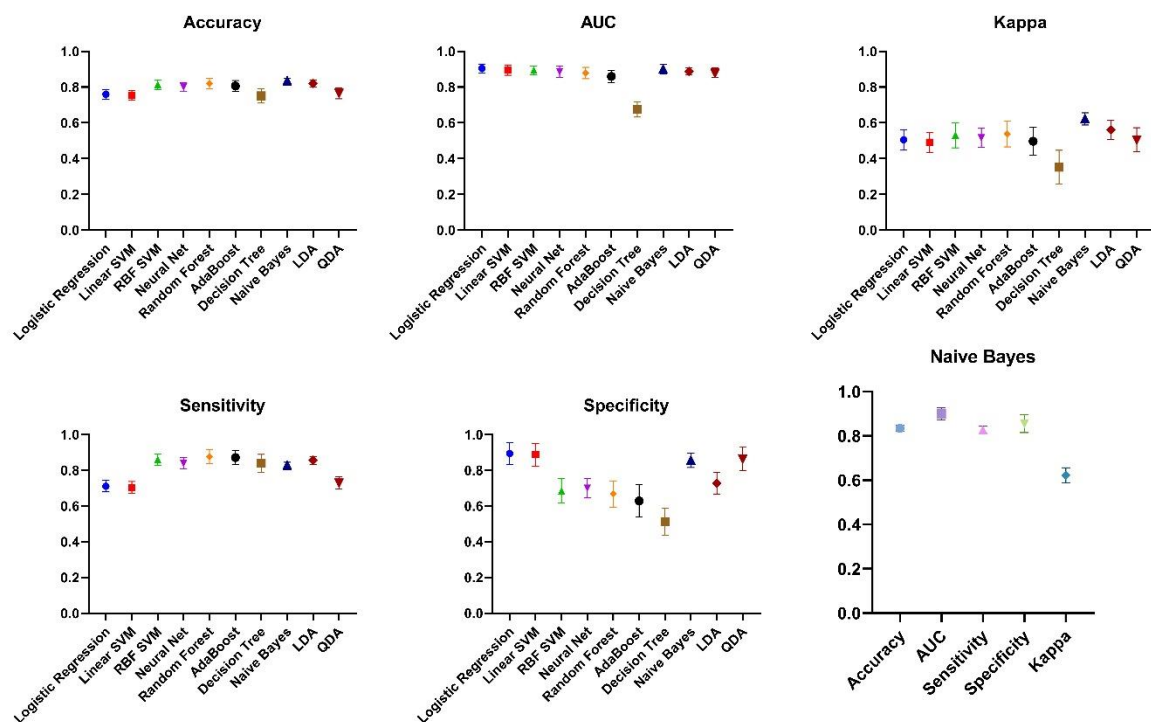 Accuracy
1.0
0.8
0.6
0.4
0.2
0.0
Logistic Regression
Linear SVM
RBF SVM
Neural Net
Random Forest
AdaBoost
Decision Tree
Naive Bayes
LDA
QDA
AUC
1.0
0.8
0.6
0.4
0.2
0.0
Logistic Regression
Linear SVM
RBF SVM
Neural Net
Random Forest
AdaBoost
Decision Tree
Naive Bayes
LDA
QDA
Kappa
1.0
0.8
0.6
0.4
0.2
0.0
Logistic Regression
Linear SVM
RBF SVM
Neural Net
Random Forest
AdaBoost
Decision Tree
Naive Bayes
LDA
QDA
Sensitivity
1.0
0.8
0.6
0.4
0.2
0.0
Logistic Regression
Linear SVM
RBF SVM
Neural Net
Random Forest
AdaBoost
Decision Tree
Naive Bayes
LDA
QDA
Specificity
1.0
0.8
0.6
0.4
0.2
0.0
Logistic Regression
Linear SVM
RBF SVM
Neural Net
Random Forest
AdaBoost
Decision Tree
Naive Bayes
LDA
QDA
Naive Bayes
1.0
0.8
0.6
0.4
0.2
0.0
Accuracy
AUC
Sensitivity
Specificity
Kappa